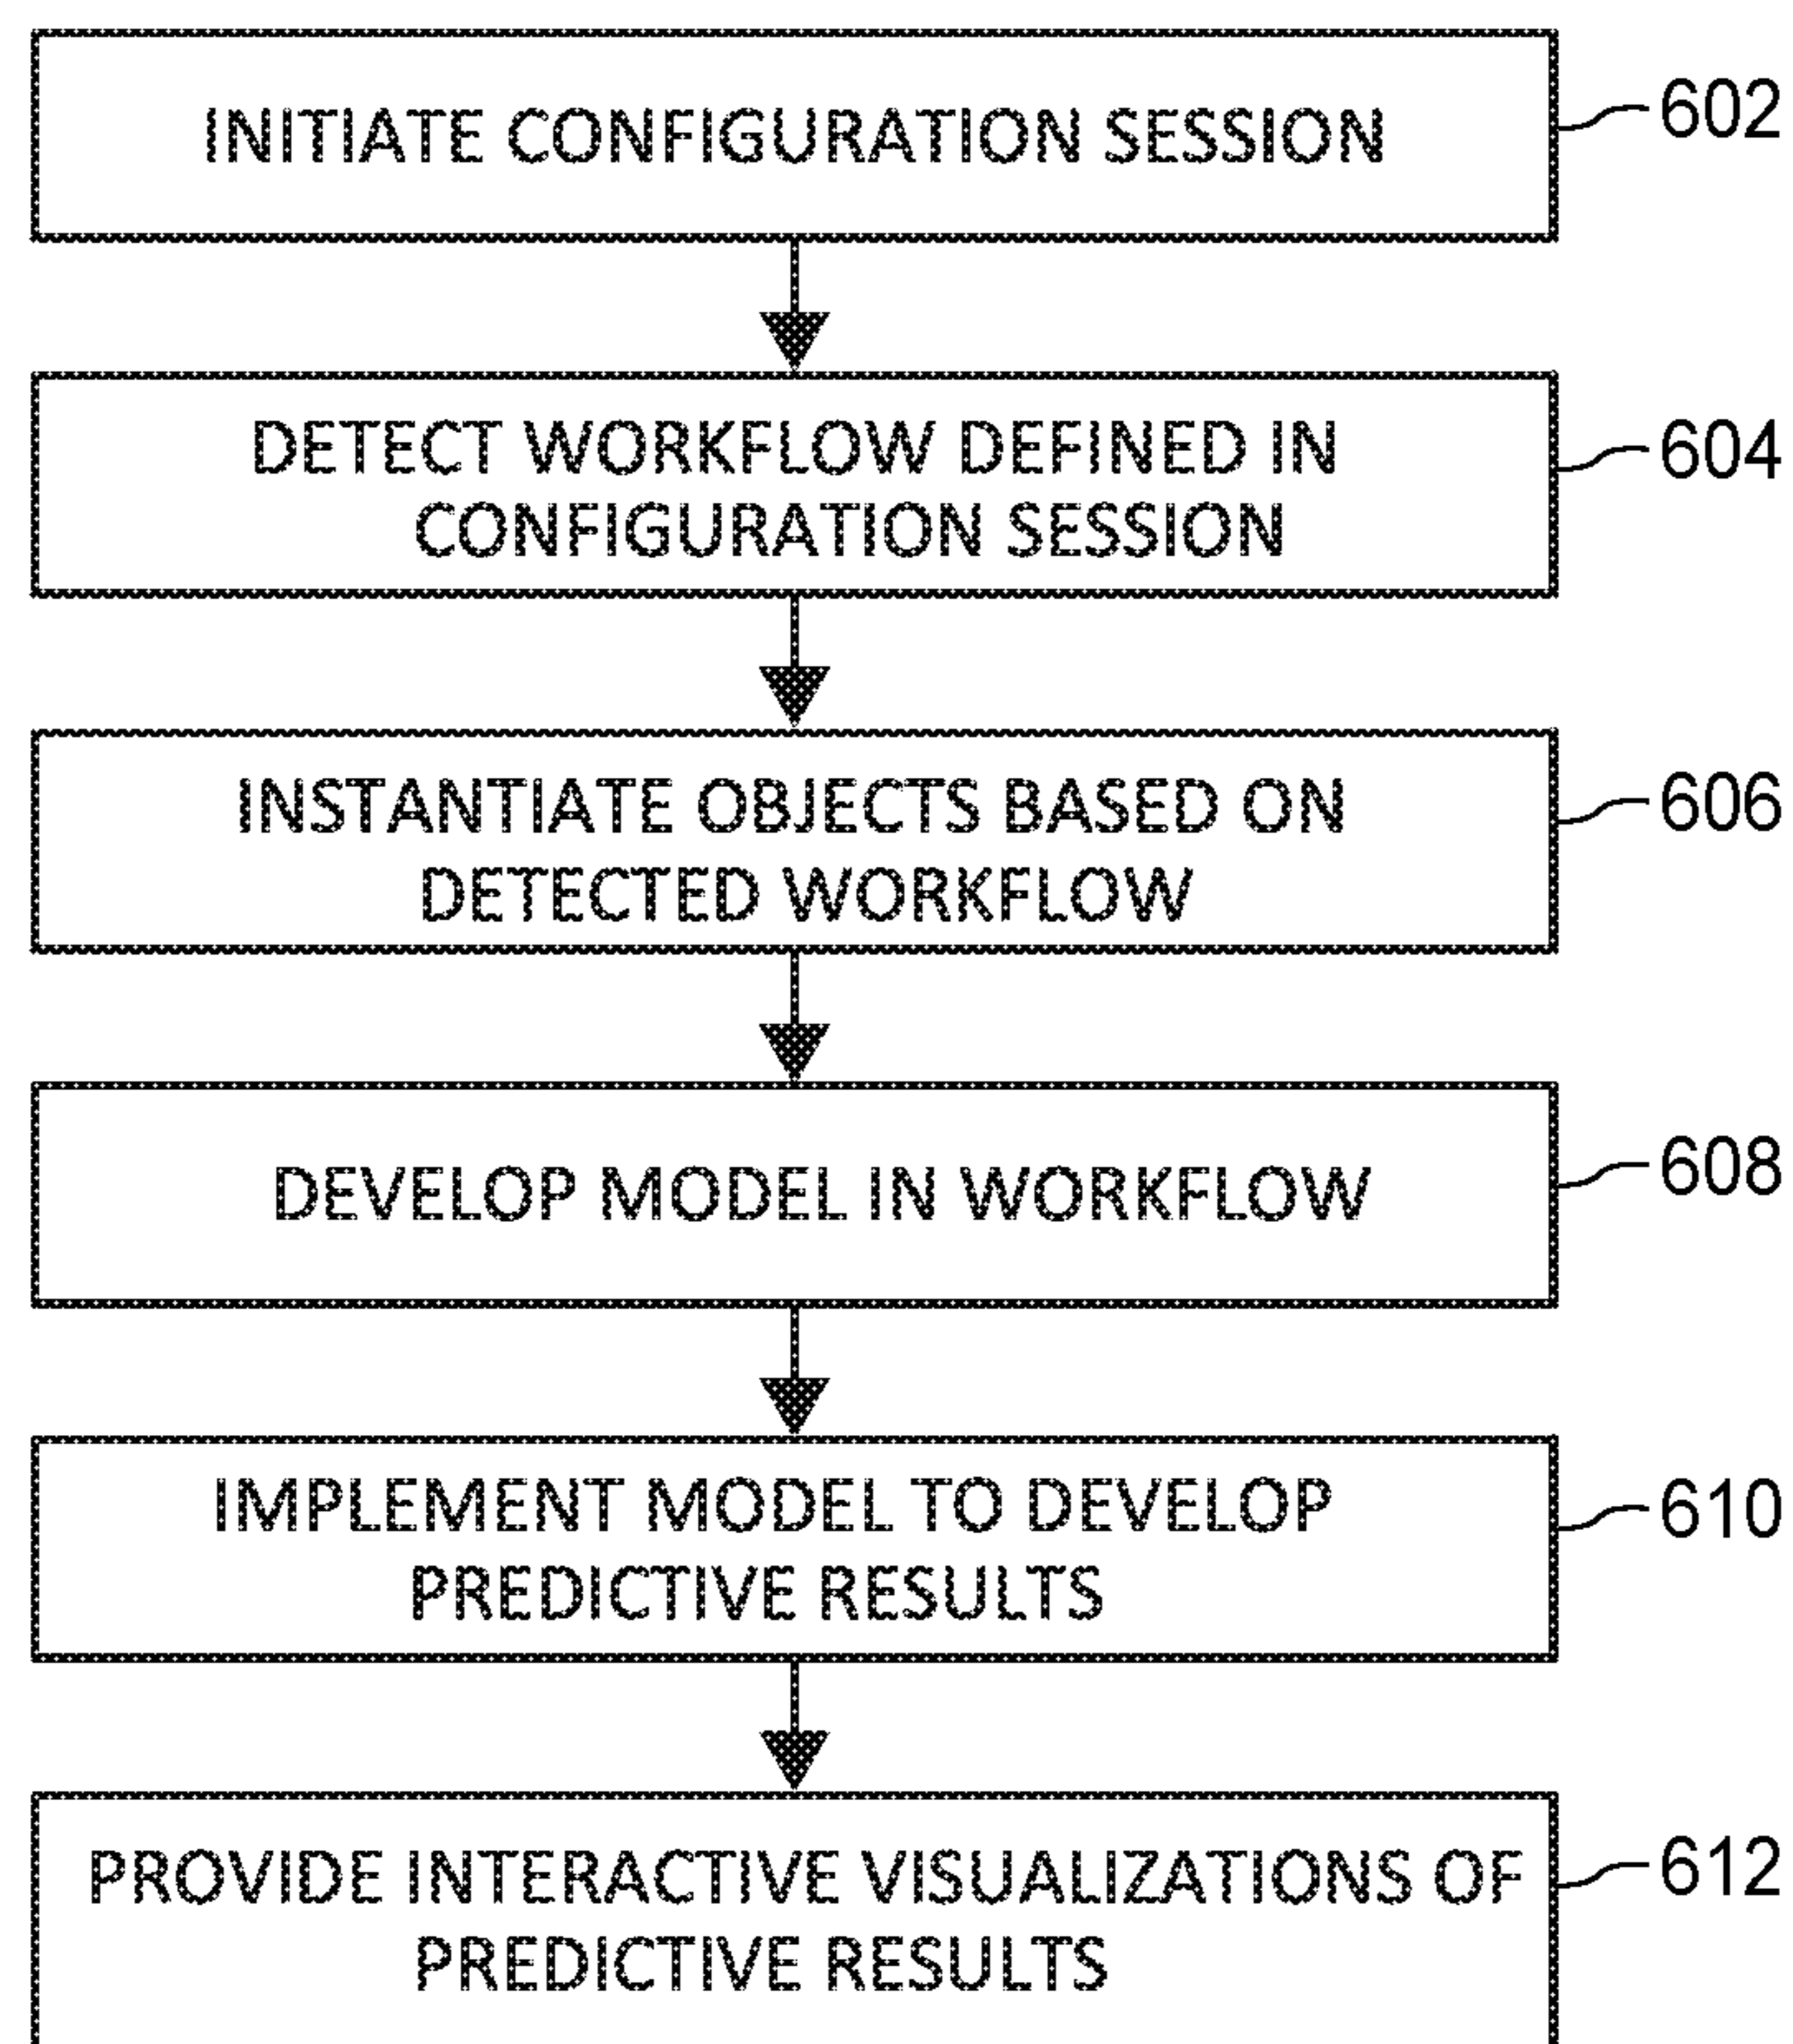 INITIATE CONFIGURATION SESSION
602
DETECT WORKFLOW DEFINED IN
CONFIGURATION SESSION
604
INSTANTIATE OBJECTS BASED ON
DETECTED WORKFLOW
606
DEVELOP MODEL IN WORKFLOW
608
IMPLEMENT MODEL TO DEVELOP
PREDICTIVE RESULTS
610
PROVIDE INTERACTIVE VISUALIZATIONS OF
PREDICTIVE RESULTS
612